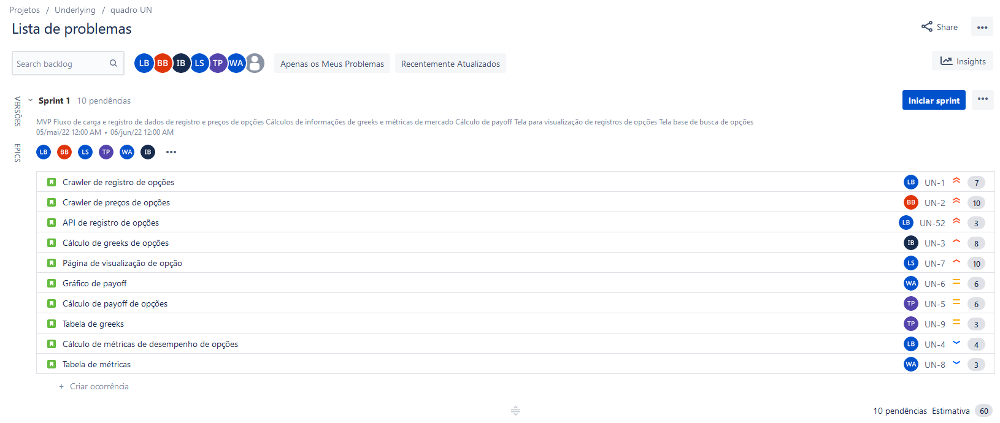 Projetos / Underlying / quadro UN
Lista de problemas
Share
Search backlog
LB BB IB LS TP WA
Apenas os Meus Problemas
Recentemente Atualizados
Insights
VERSÕES
EPICS
Sprint 1 10 pendências
Iniciar sprint
MVP Fluxo de carga e registro de dados de registro e preços de opções Cálculos de informações de greeks e métricas de mercado Cálculo de payoff Tela para visualização de registros de opções Tela base de busca de opções
05/mai/22 12:00 AM • 06/jun/22 12:00 AM
LB BB LS TP WA IB
Crawler de registro de opções LB UN-1 7
Crawler de preços de opções BB UN-2 10
API de registro de opções LB UN-52 3
Cálculo de greeks de opções IB UN-3 8
Página de visualização de opção LS UN-7 10
Gráfico de payoff WA UN-6 6
Cálculo de payoff de opções TP UN-5 6
Tabela de greeks TP UN-9 3
Cálculo de métricas de desempenho de opções LB UN-4 4
Tabela de métricas WA UN-8 3
+ Criar ocorrência
10 pendências Estimativa 60